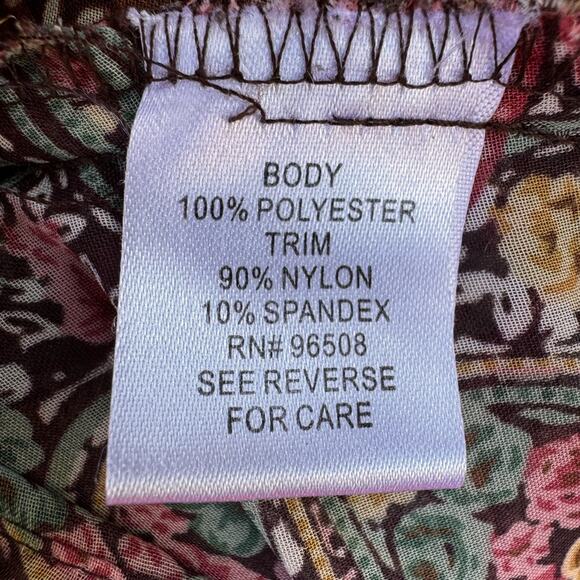 BODY
100% POLYESTER
TRIM
90% NYLON
10% SPANDEX
RN# 96508
SEE REVERSE
FOR CARE